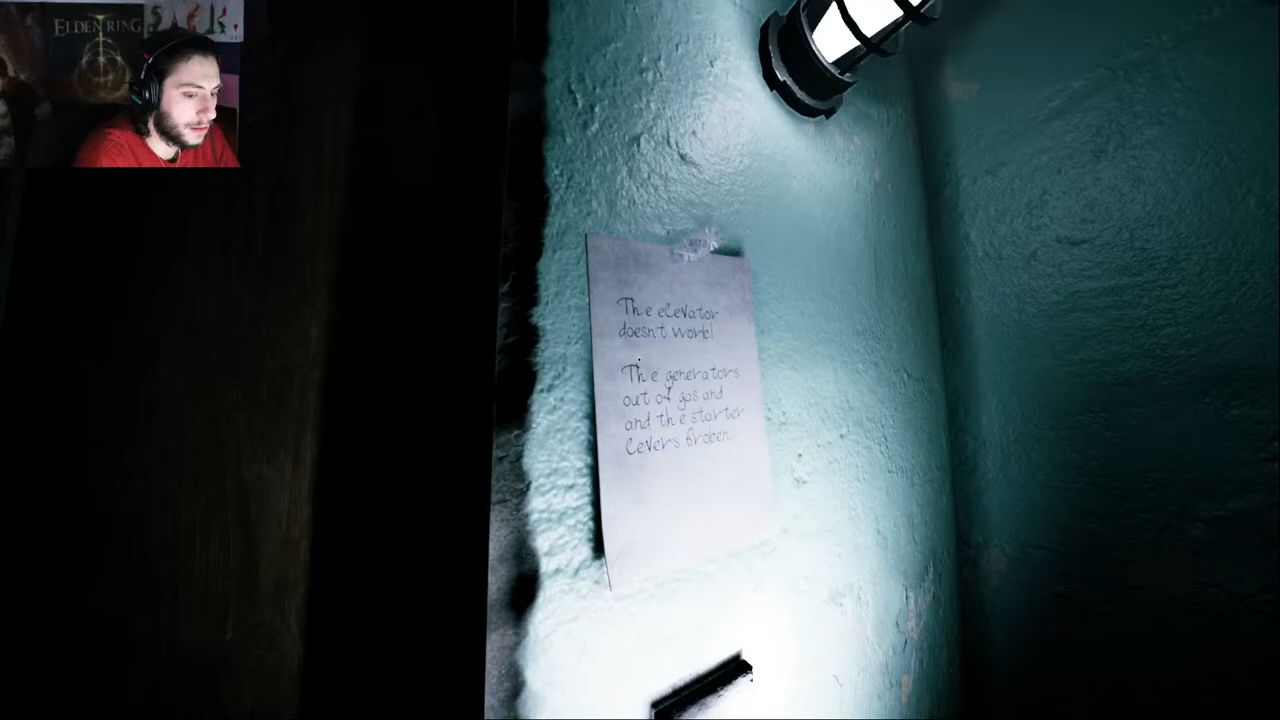 ELDEN RING
The elevator
doesn't work!
The generators
out of gas and
and the starter
levers broken.